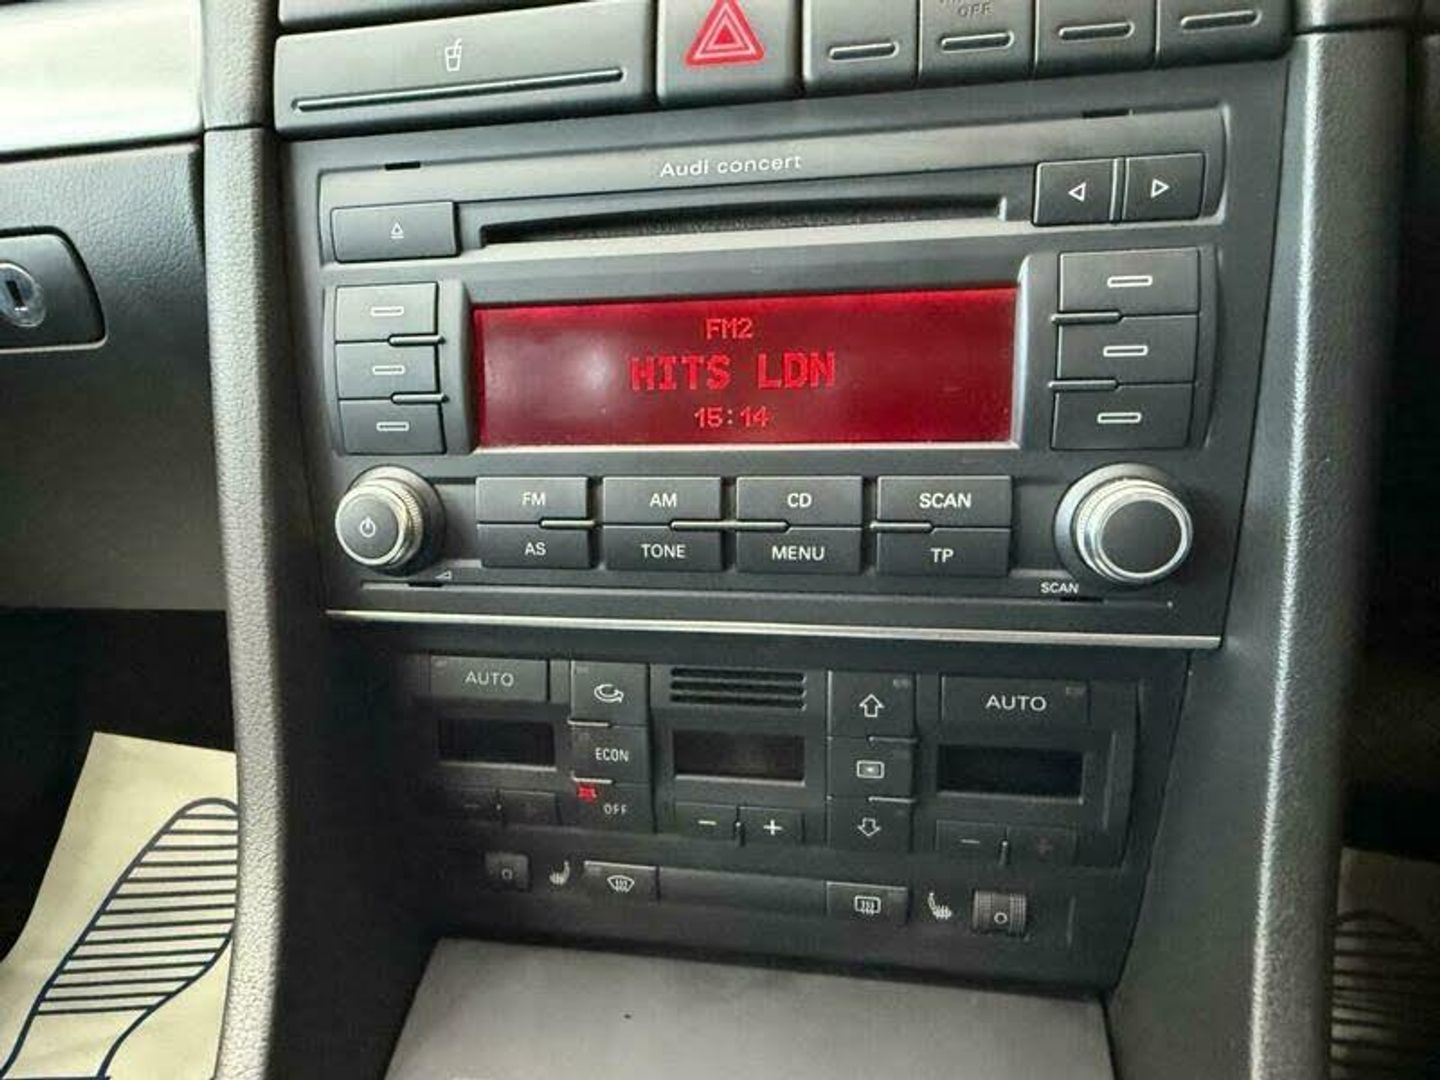 OFF
Audi concert
FM2
HITS LDN
15:14
FM
AM
CD
SCAN
AS
TONE
MENU
TP
SCAN
AUTO
AUTO
ECON
OFF